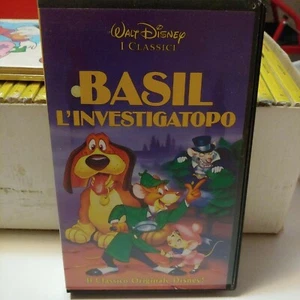 WALT DISNEY
I CLASSICI
BASIL
L'INVESTIGATOPO